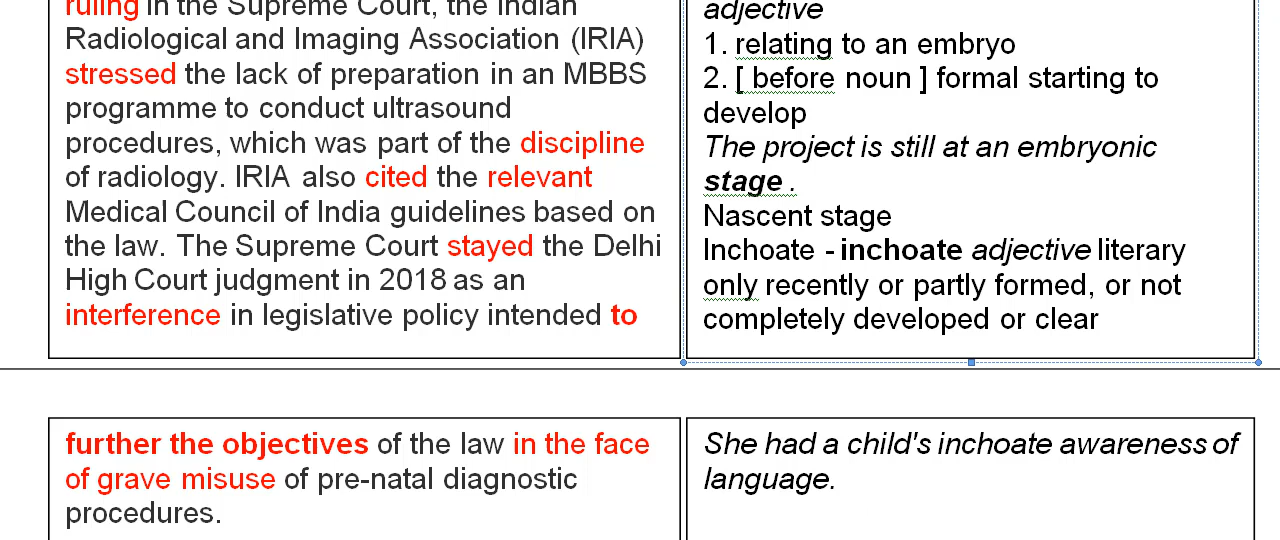 ruling in the Supreme Court, the Indian
Radiological and Imaging Association (IRIA)
stressed the lack of preparation in an MBBS
programme to conduct ultrasound
procedures, which was part of the discipline
of radiology. IRIA also cited the relevant
Medical Council of India guidelines based on
the law. The Supreme Court stayed the Delhi
High Court judgment in 2018 as an
interference in legislative policy intended to
further the objectives of the law in the face
of grave misuse of pre-natal diagnostic
procedures.
adjective
1. relating to an embryo
2. [ before noun ] formal starting to
develop
The project is still at an embryonic
stage .
Nascent stage
Inchoate - inchoate adjective literary
only recently or partly formed, or not
completely developed or clear
She had a child's inchoate awareness of
language.